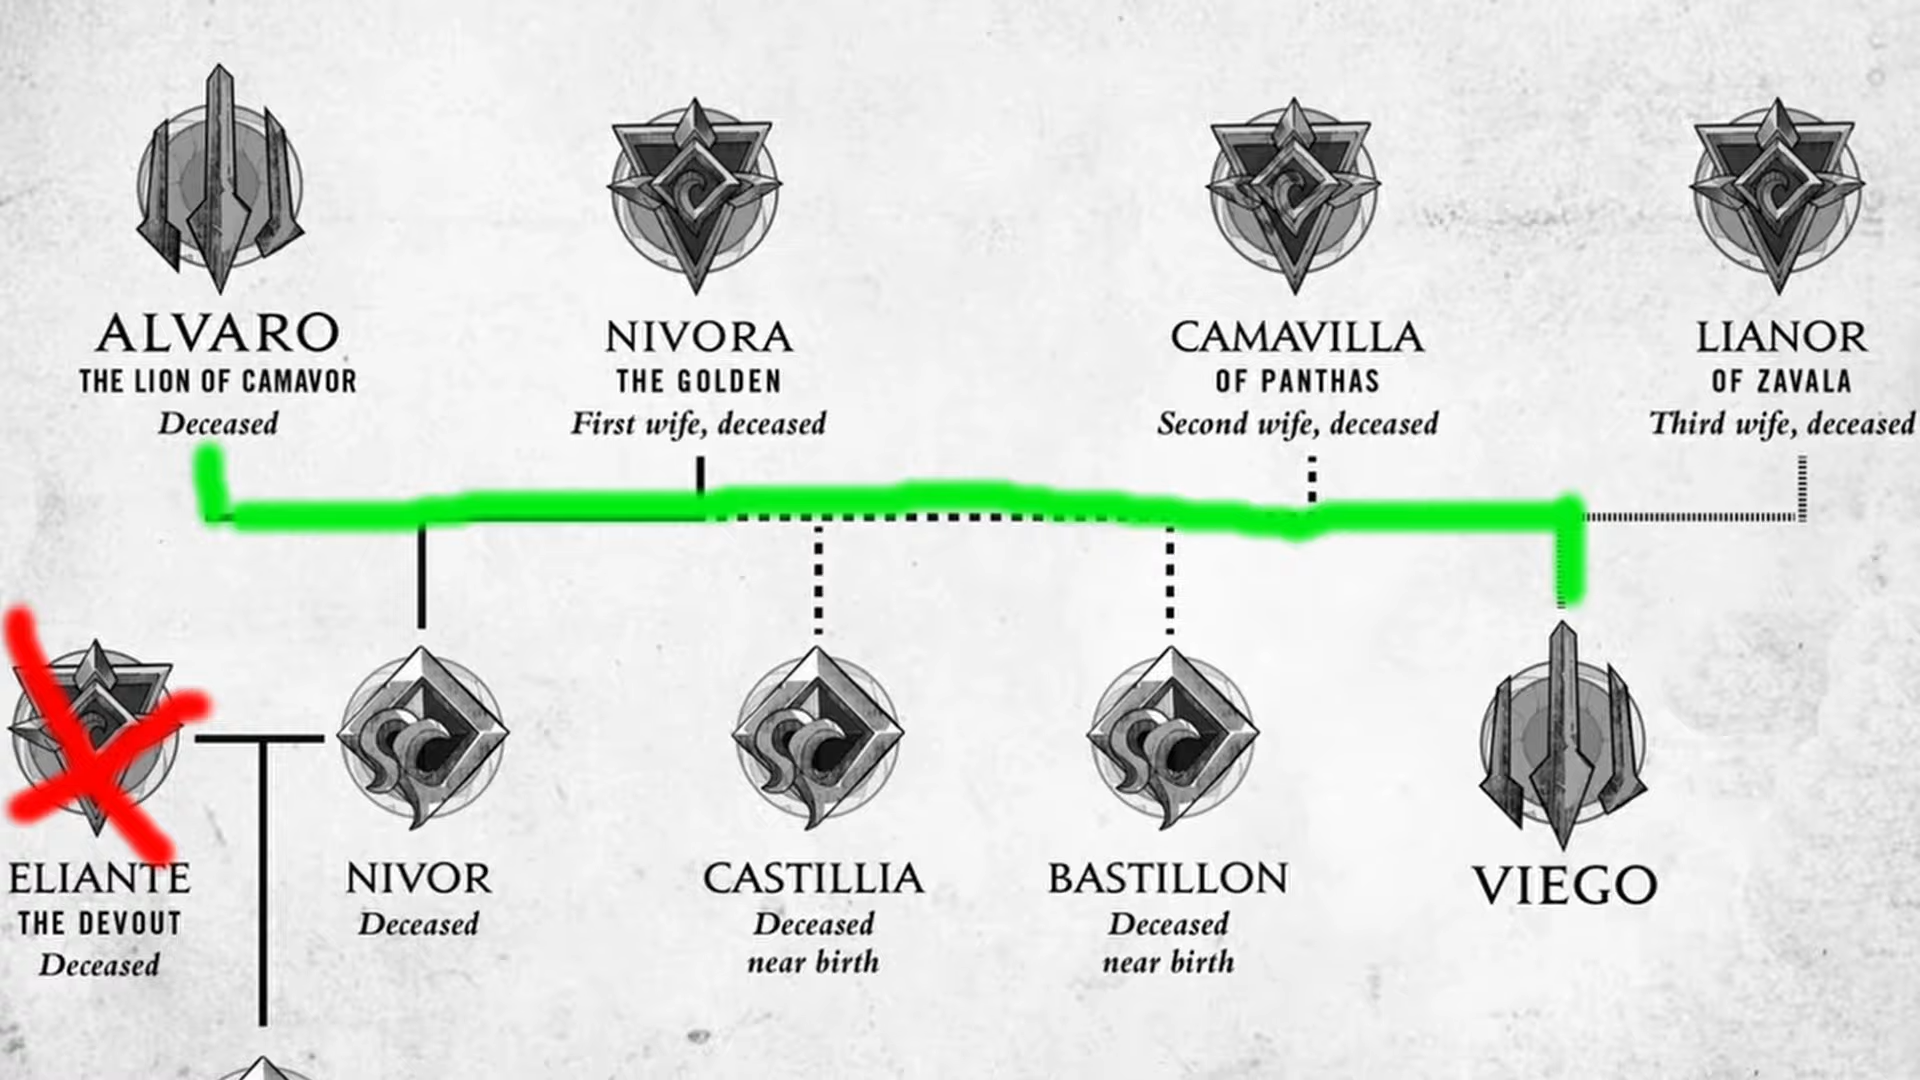 ALVARO
THE LION OF CAMAVOR
Deceased
NIVORA
THE GOLDEN
First wife, deceased
CAMAVILLA
OF PANTHAS
Second wife, deceased
LIANOR
OF ZAVALA
Third wife, deceased
ELIANTE
THE DEVOUT
Deceased
NIVOR
Deceased
CASTILLIA
Deceased
near birth
BASTILLON
Deceased
near birth
VIEGO